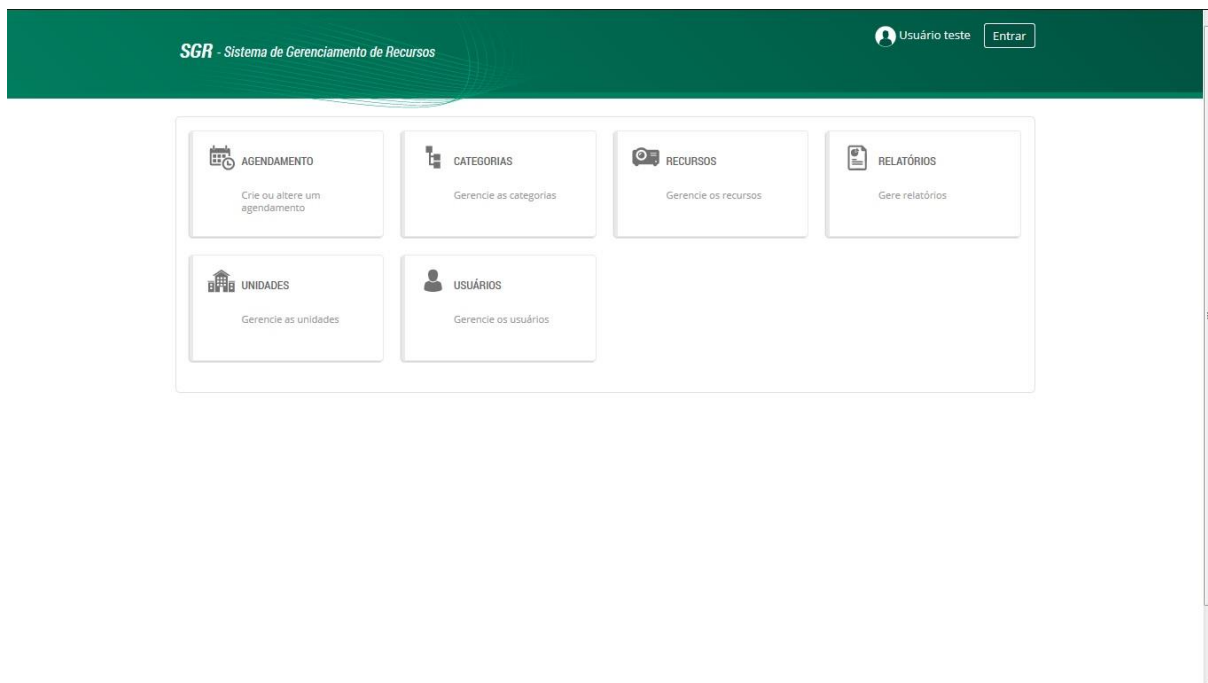 SGR - Sistema de Gerenciamento de Recursos
Usuário teste
Entrar
AGENDAMENTO
Crie ou altere um
agendamento
CATEGORIAS
Gerencie as categorias
RECURSOS
Gerencie os recursos
RELATÓRIOS
Gere relatórios
UNIDADES
Gerencie as unidades
USUÁRIOS
Gerencie os usuários